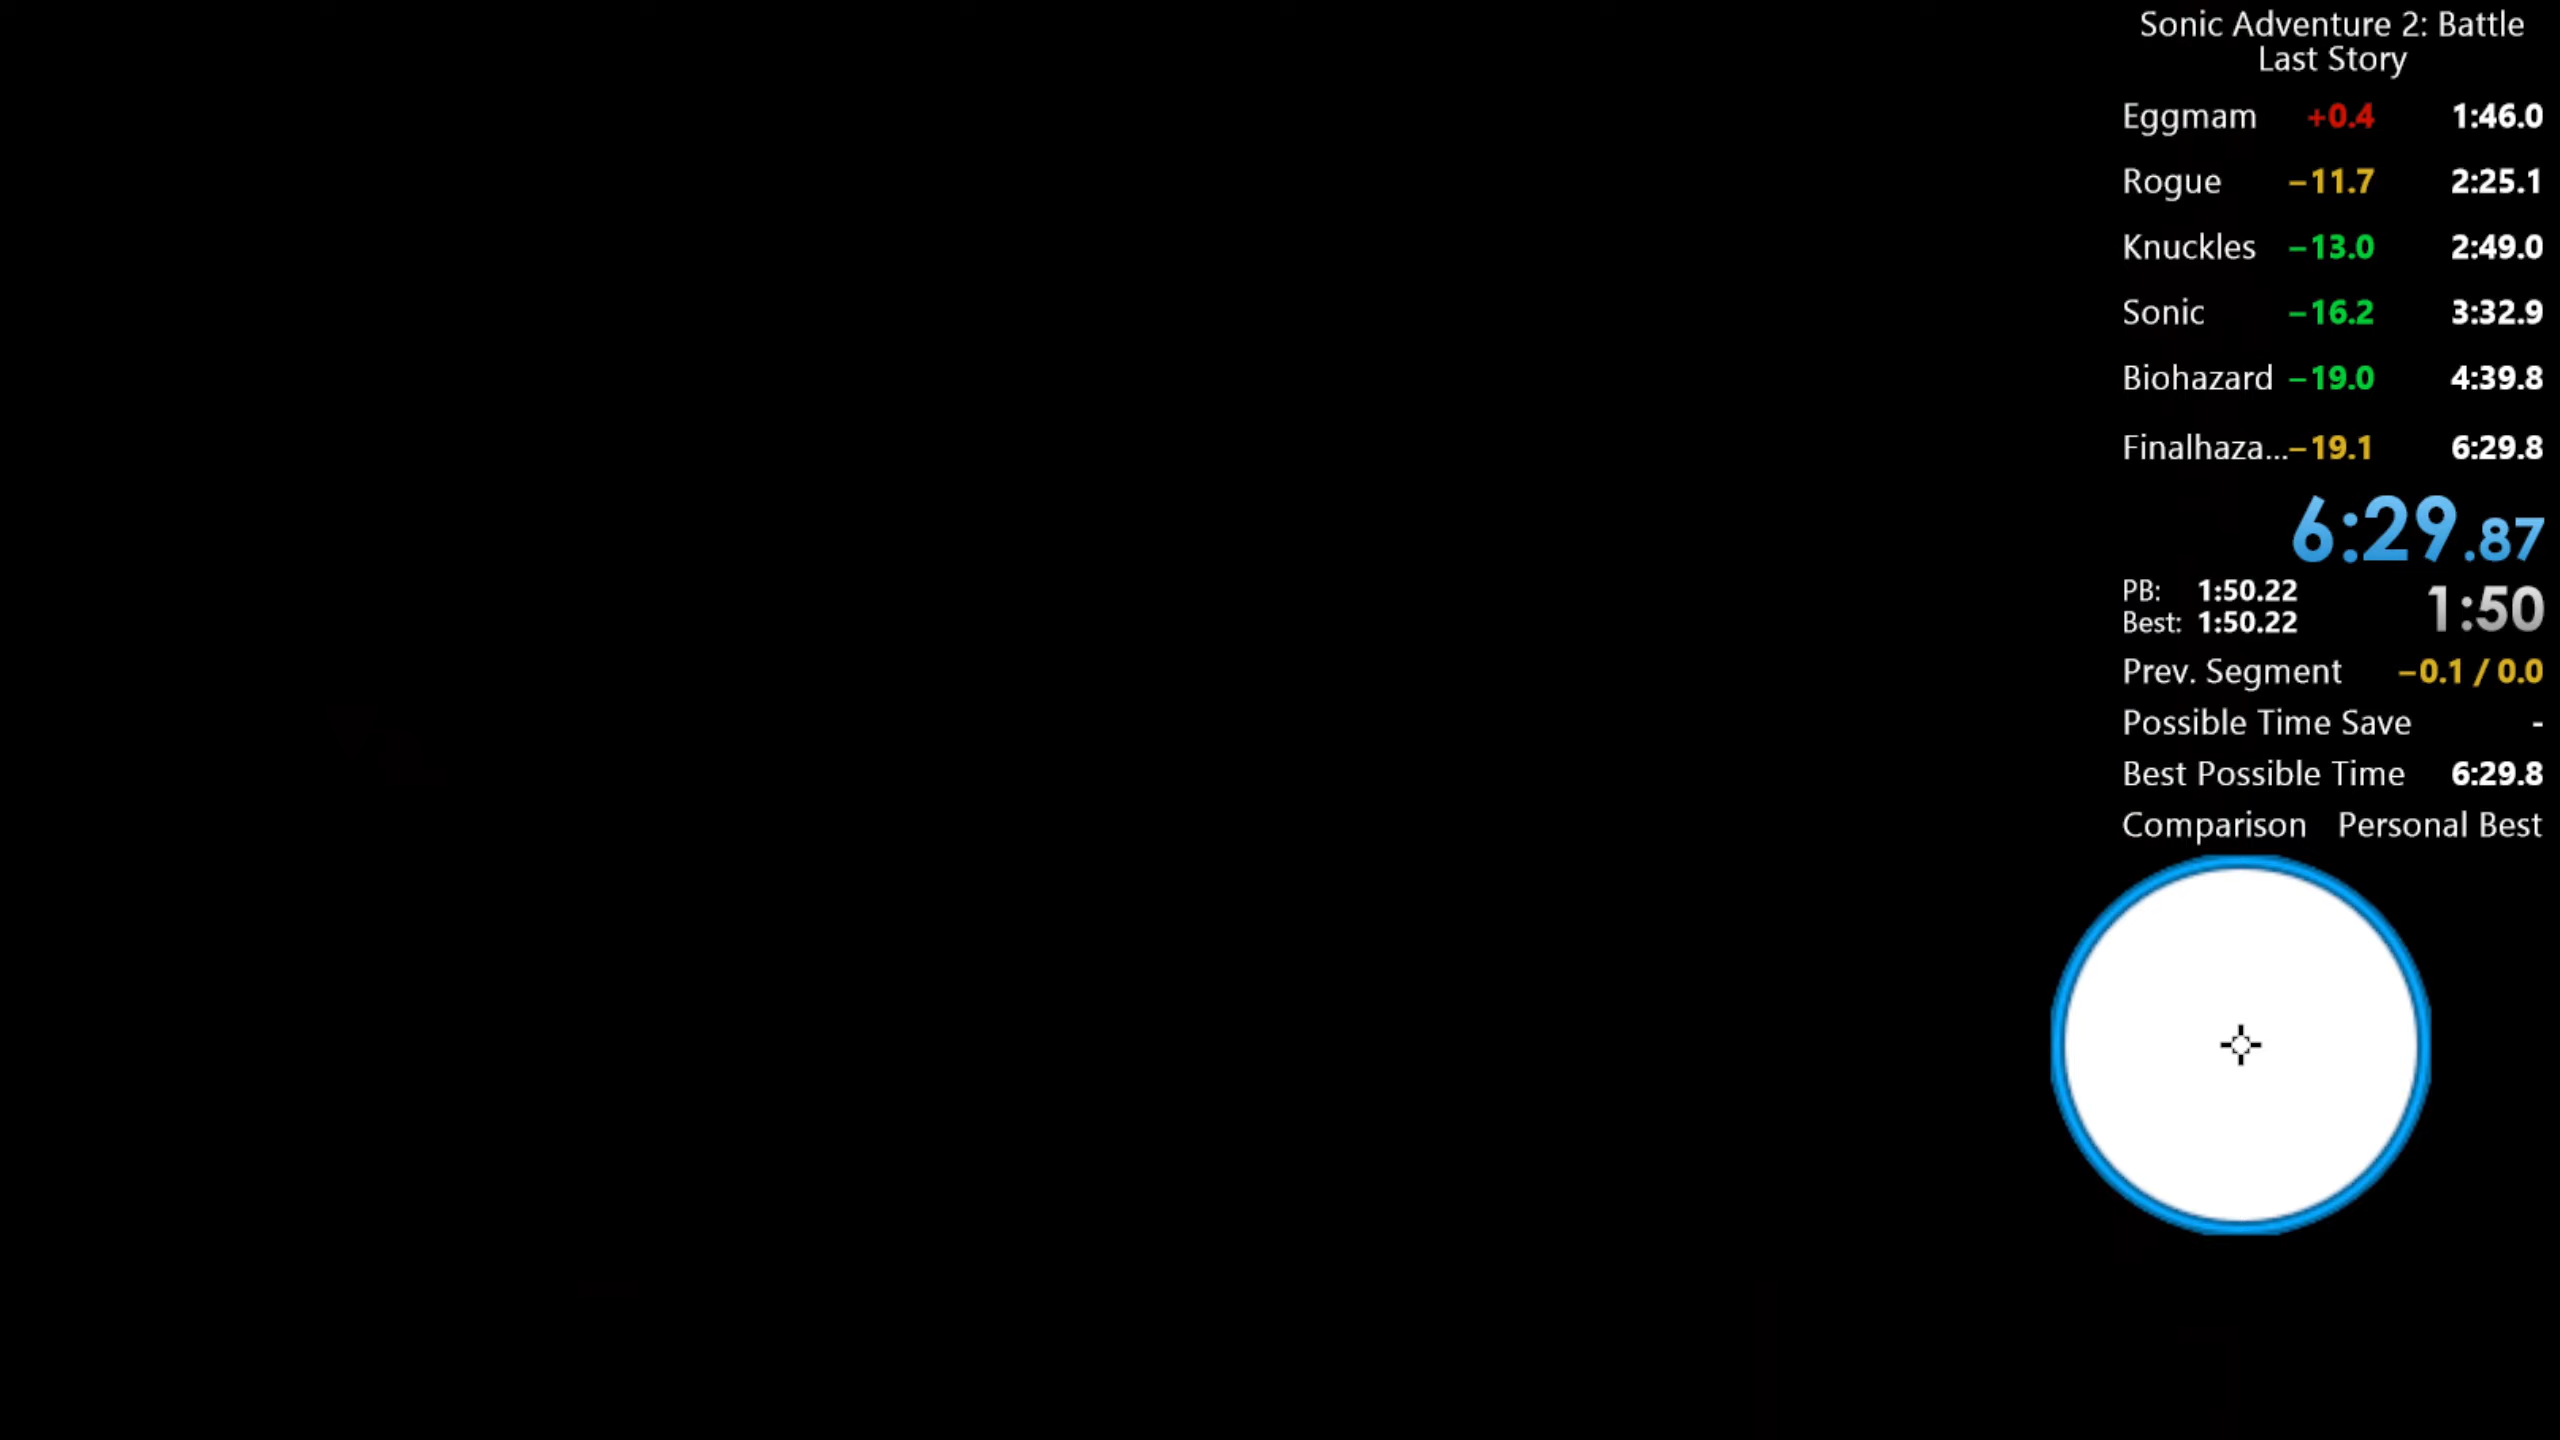 Sonic Adventure 2: Battle
Last Story
Eggmam +0.4 1:46.0
Rogue −11.7 2:25.1
Knuckles −13.0 2:49.0
Sonic −16.2 3:32.9
Biohazard −19.0 4:39.8
Finalhaza...−19.1 6:29.8
6:29.87
PB: 1:50.22 1:50
Best: 1:50.22
Prev. Segment −0.1 / 0.0
Possible Time Save -
Best Possible Time 6:29.8
Comparison Personal Best